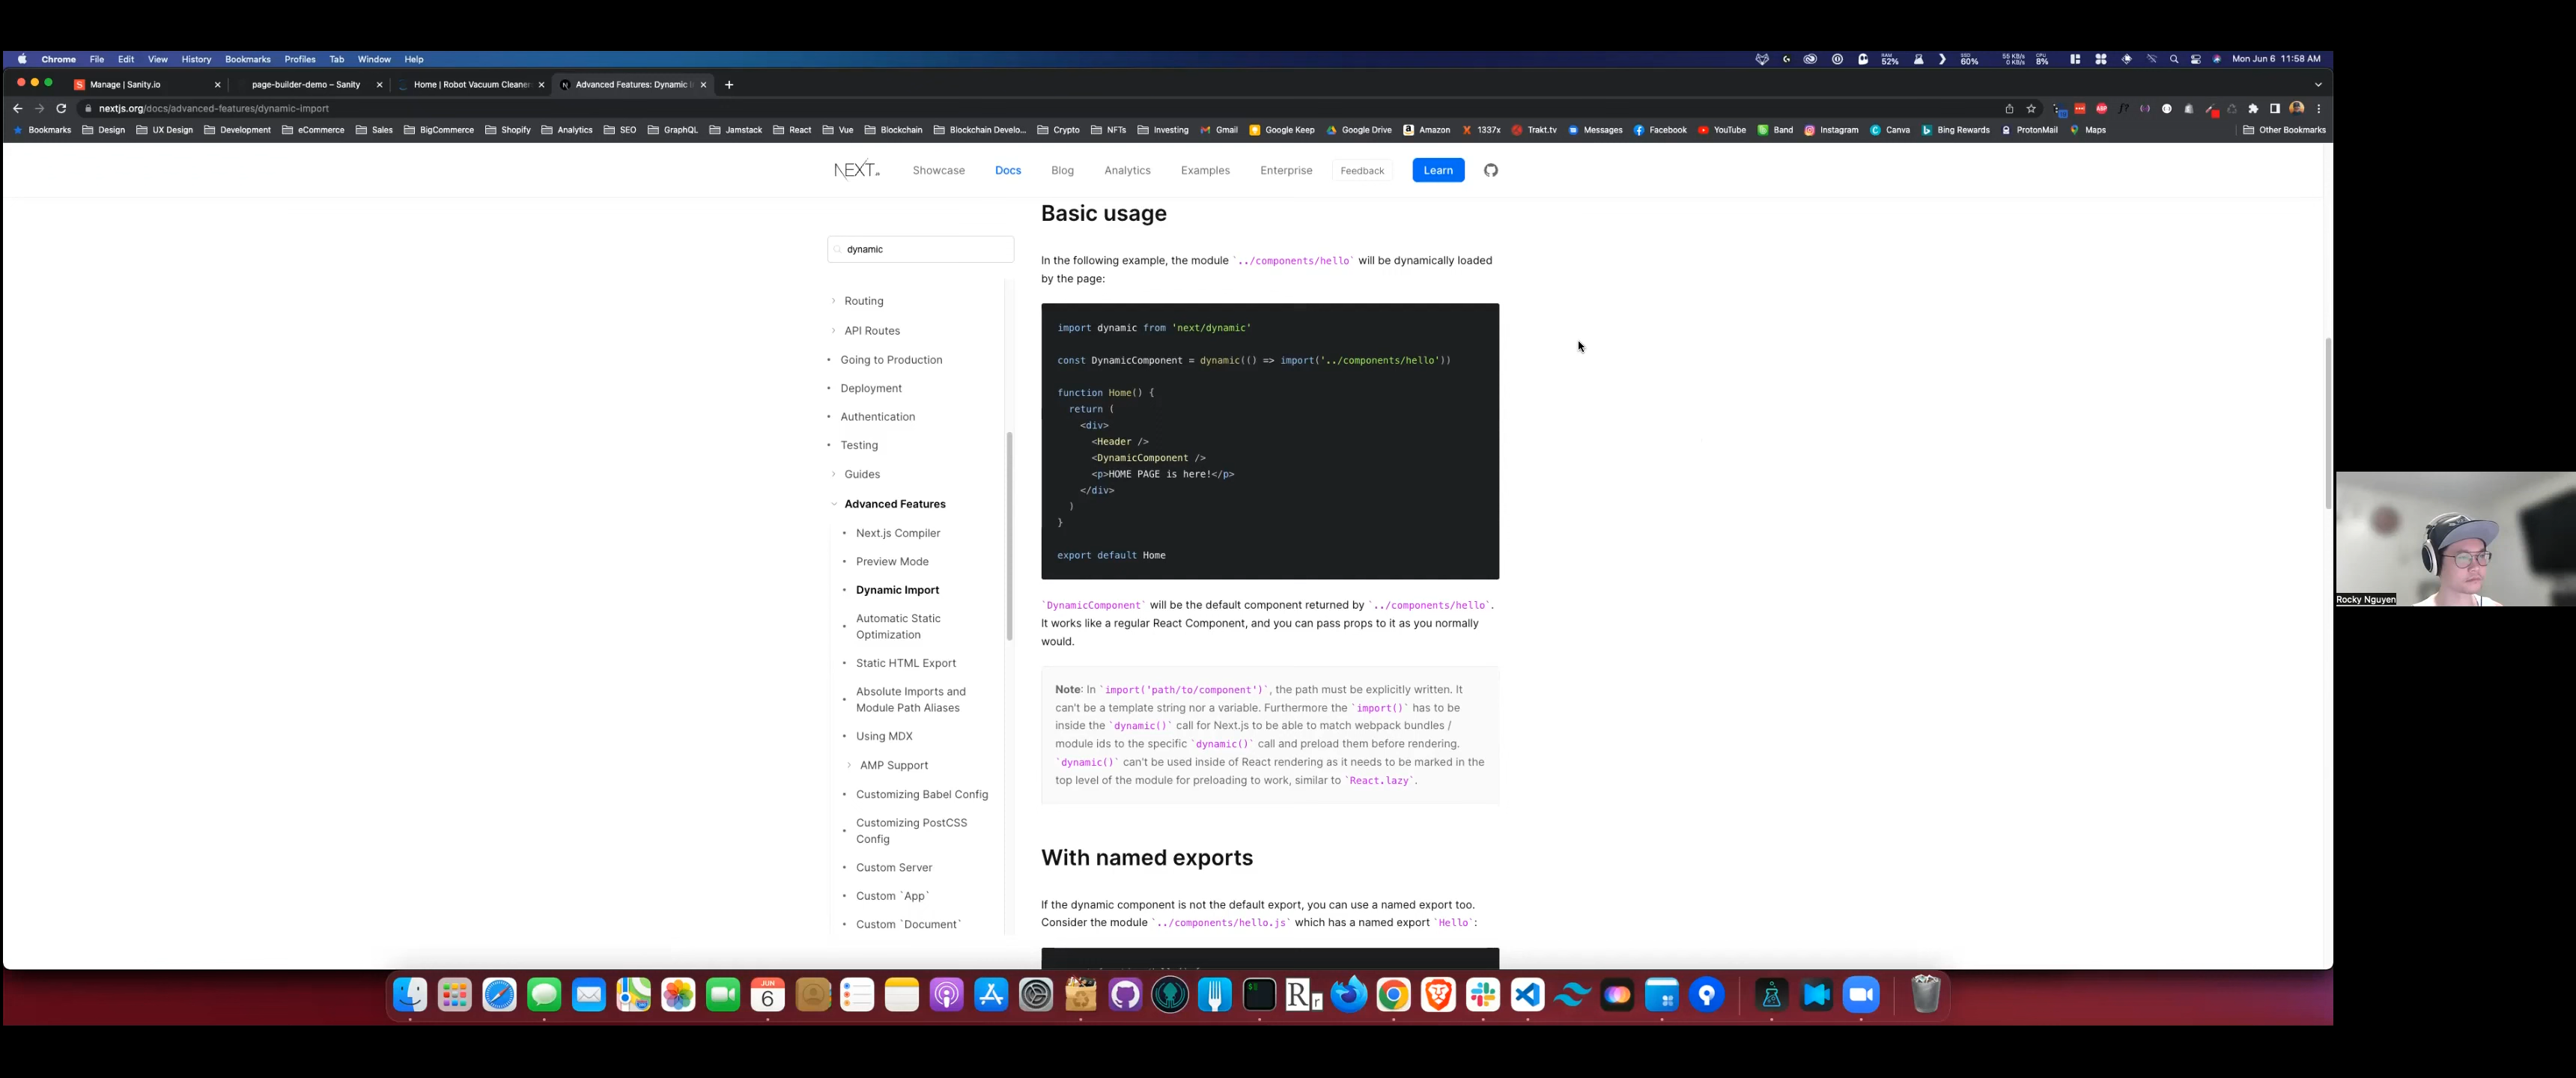 Chrome File Edit View History Bookmarks Profiles Tab Window Help
RAM 52% SSD 60% 55 KB/s 0 KB/s CPU 8% Mon Jun 6 11:58 AM
Manage | Sanity.io
page-builder-demo – Sanity
Home | Robot Vacuum Cleaner
Advanced Features: Dynamic
nextjs.org/docs/advanced-features/dynamic-import
Bookmarks Design UX Design Development eCommerce Sales BigCommerce Shopify Analytics SEO GraphQL Jamstack React Vue Blockchain Blockchain Develo... Crypto NFTs Investing Gmail Google Keep Google Drive Amazon 1337x Trakt.tv Messages Facebook YouTube Band Instagram Canva Bing Rewards ProtonMail Maps Other Bookmarks
NEXT.js Showcase Docs Blog Analytics Examples Enterprise Feedback Learn
dynamic
Routing
API Routes
Going to Production
Deployment
Authentication
Testing
Guides
Advanced Features
Next.js Compiler
Preview Mode
Dynamic Import
Automatic Static
Optimization
Static HTML Export
Absolute Imports and
Module Path Aliases
Using MDX
AMP Support
Customizing Babel Config
Customizing PostCSS
Config
Custom Server
Custom `App`
Custom `Document`
Basic usage
In the following example, the module `../components/hello` will be dynamically loaded
by the page:
import dynamic from 'next/dynamic'
const DynamicComponent = dynamic(() => import('../components/hello'))
function Home() {
return (
<div>
<Header />
<DynamicComponent />
<p>HOME PAGE is here!</p>
</div>
)
}
export default Home
`DynamicComponent` will be the default component returned by `../components/hello`.
It works like a regular React Component, and you can pass props to it as you normally
would.
Note: In `import('path/to/component')`, the path must be explicitly written. It
can't be a template string nor a variable. Furthermore the `import()` has to be
inside the `dynamic()` call for Next.js to be able to match webpack bundles /
module ids to the specific `dynamic()` call and preload them before rendering.
`dynamic()` can't be used inside of React rendering as it needs to be marked in the
top level of the module for preloading to work, similar to `React.lazy`.
With named exports
If the dynamic component is not the default export, you can use a named export too.
Consider the module `../components/hello.js` which has a named export `Hello`:
Rocky Nguyen
JUN
6